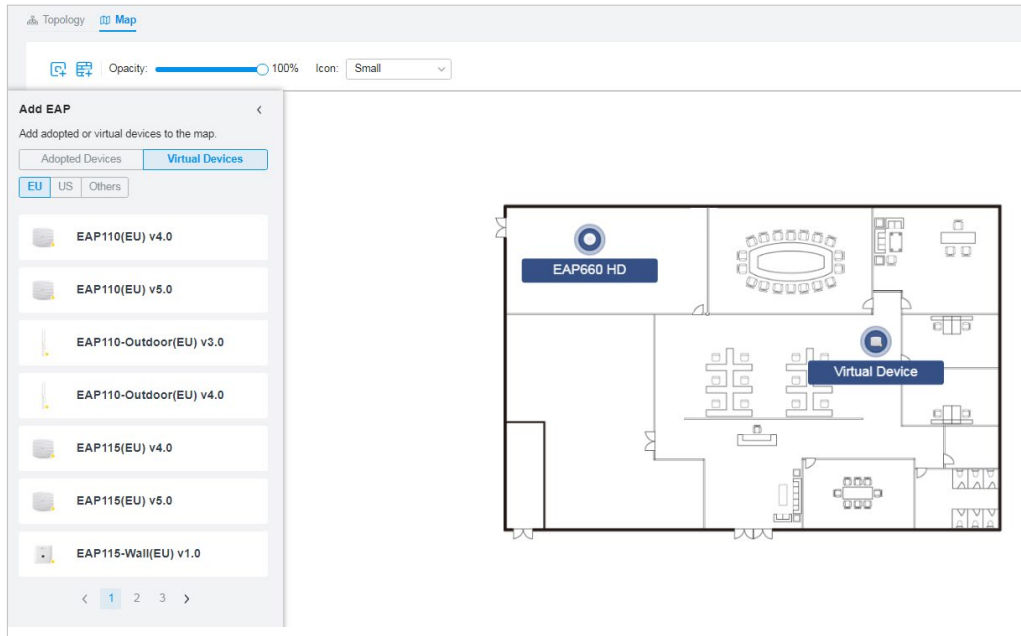 Topology Map
Opacity: 100% Icon: Small
Add EAP
Add adopted or virtual devices to the map.
Adopted Devices Virtual Devices
EU US Others
EAP110(EU) v4.0
EAP110(EU) v5.0
EAP110-Outdoor(EU) v3.0
EAP110-Outdoor(EU) v4.0
EAP115(EU) v4.0
EAP115(EU) v5.0
EAP115-Wall(EU) v1.0
1 2 3
EAP660 HD
Virtual Device